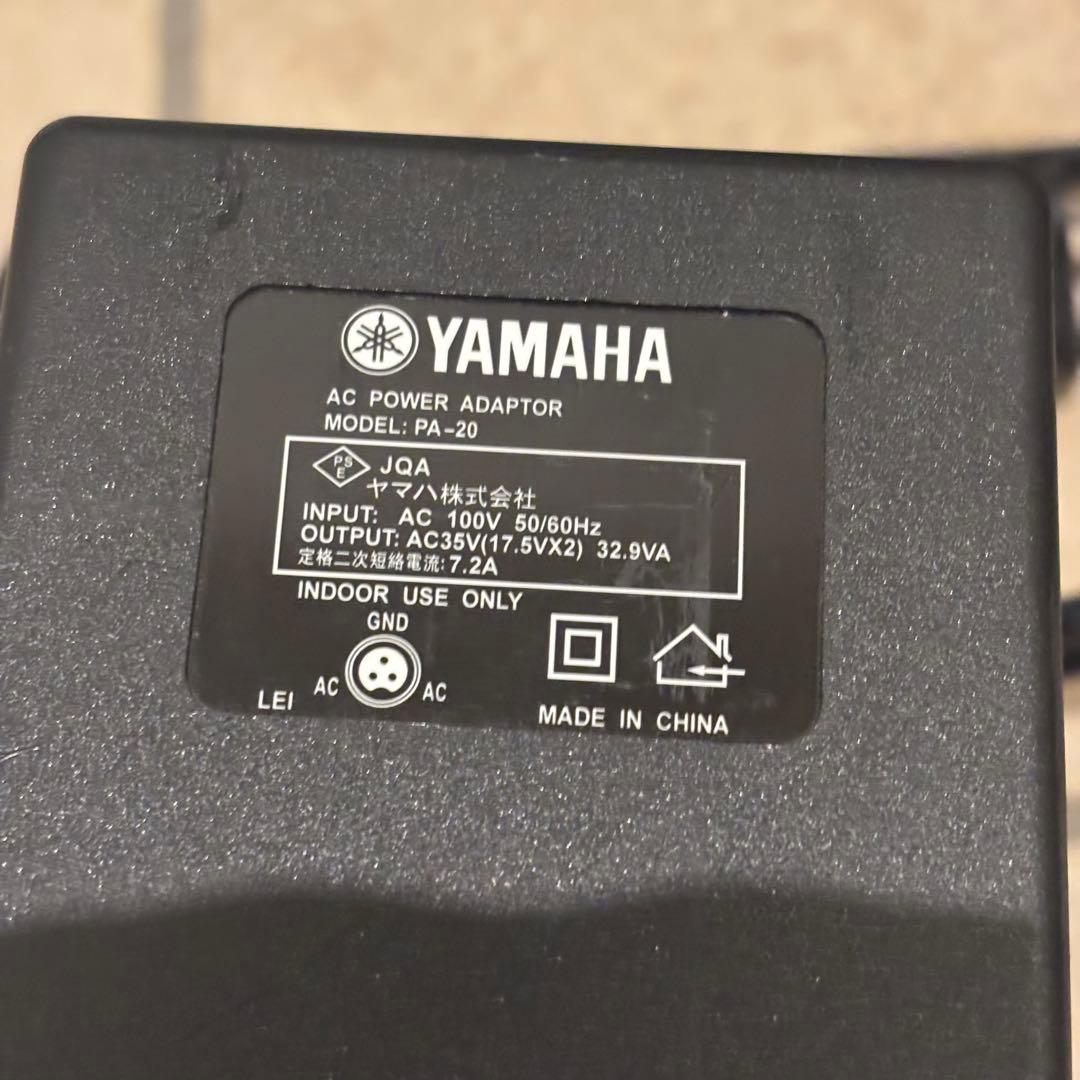 YAMAHA
AC POWER ADAPTOR
MODEL: PA-20
PS
E
JQA
ヤマハ株式会社
INPUT: AC 100V 50/60Hz
OUTPUT: AC35V(17.5VX2) 32.9VA
定格二次短絡電流: 7.2A
INDOOR USE ONLY
GND
AC
AC
LEI
MADE IN CHINA